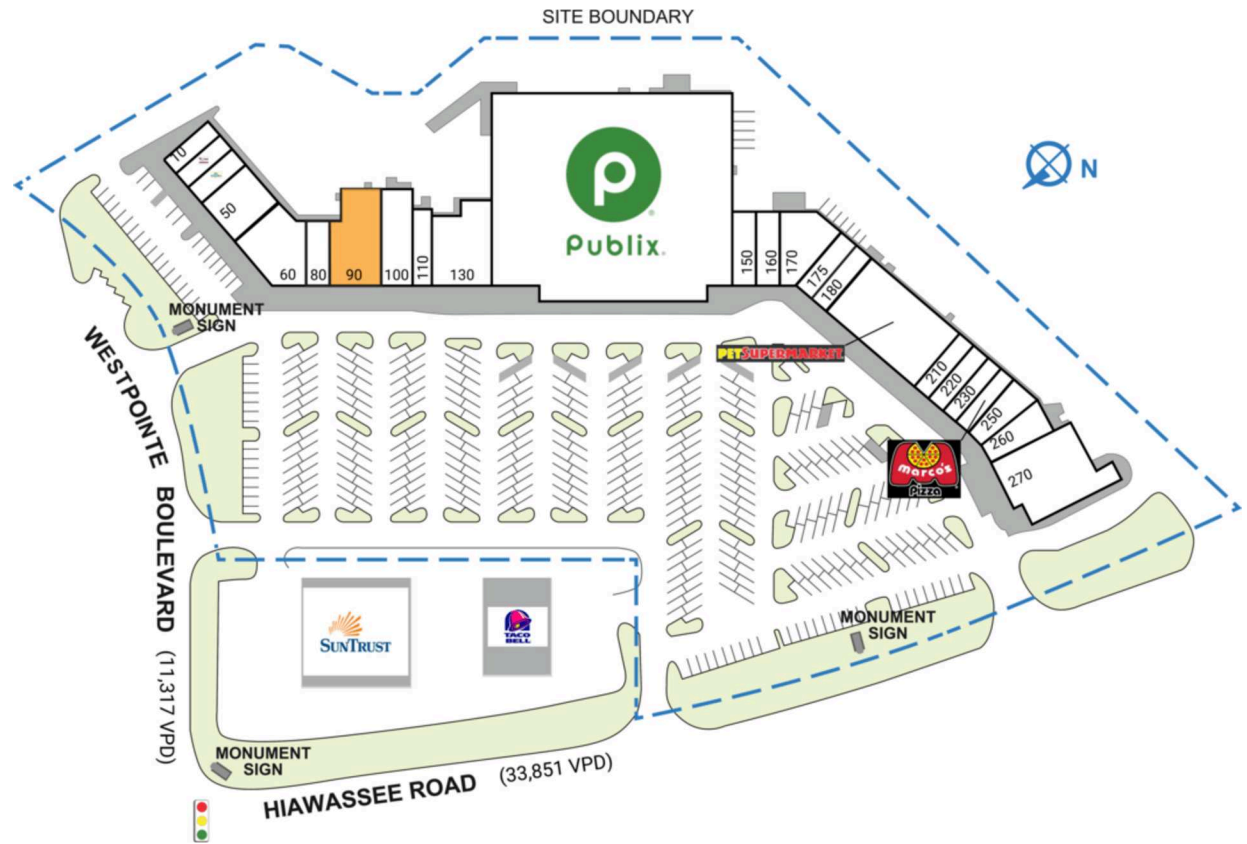 SITE BOUNDARY
N
10
50
60
80
90
100
110
130
Publix.
150
160
170
175
180
PETSUPERMARKET
210
220
230
250
260
270
marco's
Pizza
MONUMENT
SIGN
WESTPOINTE BOULEVARD (11,317 VPD)
SUNTRUST
TACO
BELL
MONUMENT
SIGN
MONUMENT
SIGN
HIAWASSEE ROAD (33,851 VPD)